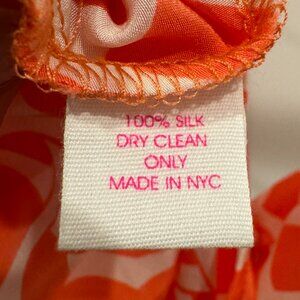 100% SILK
DRY CLEAN
ONLY
MADE IN NYC